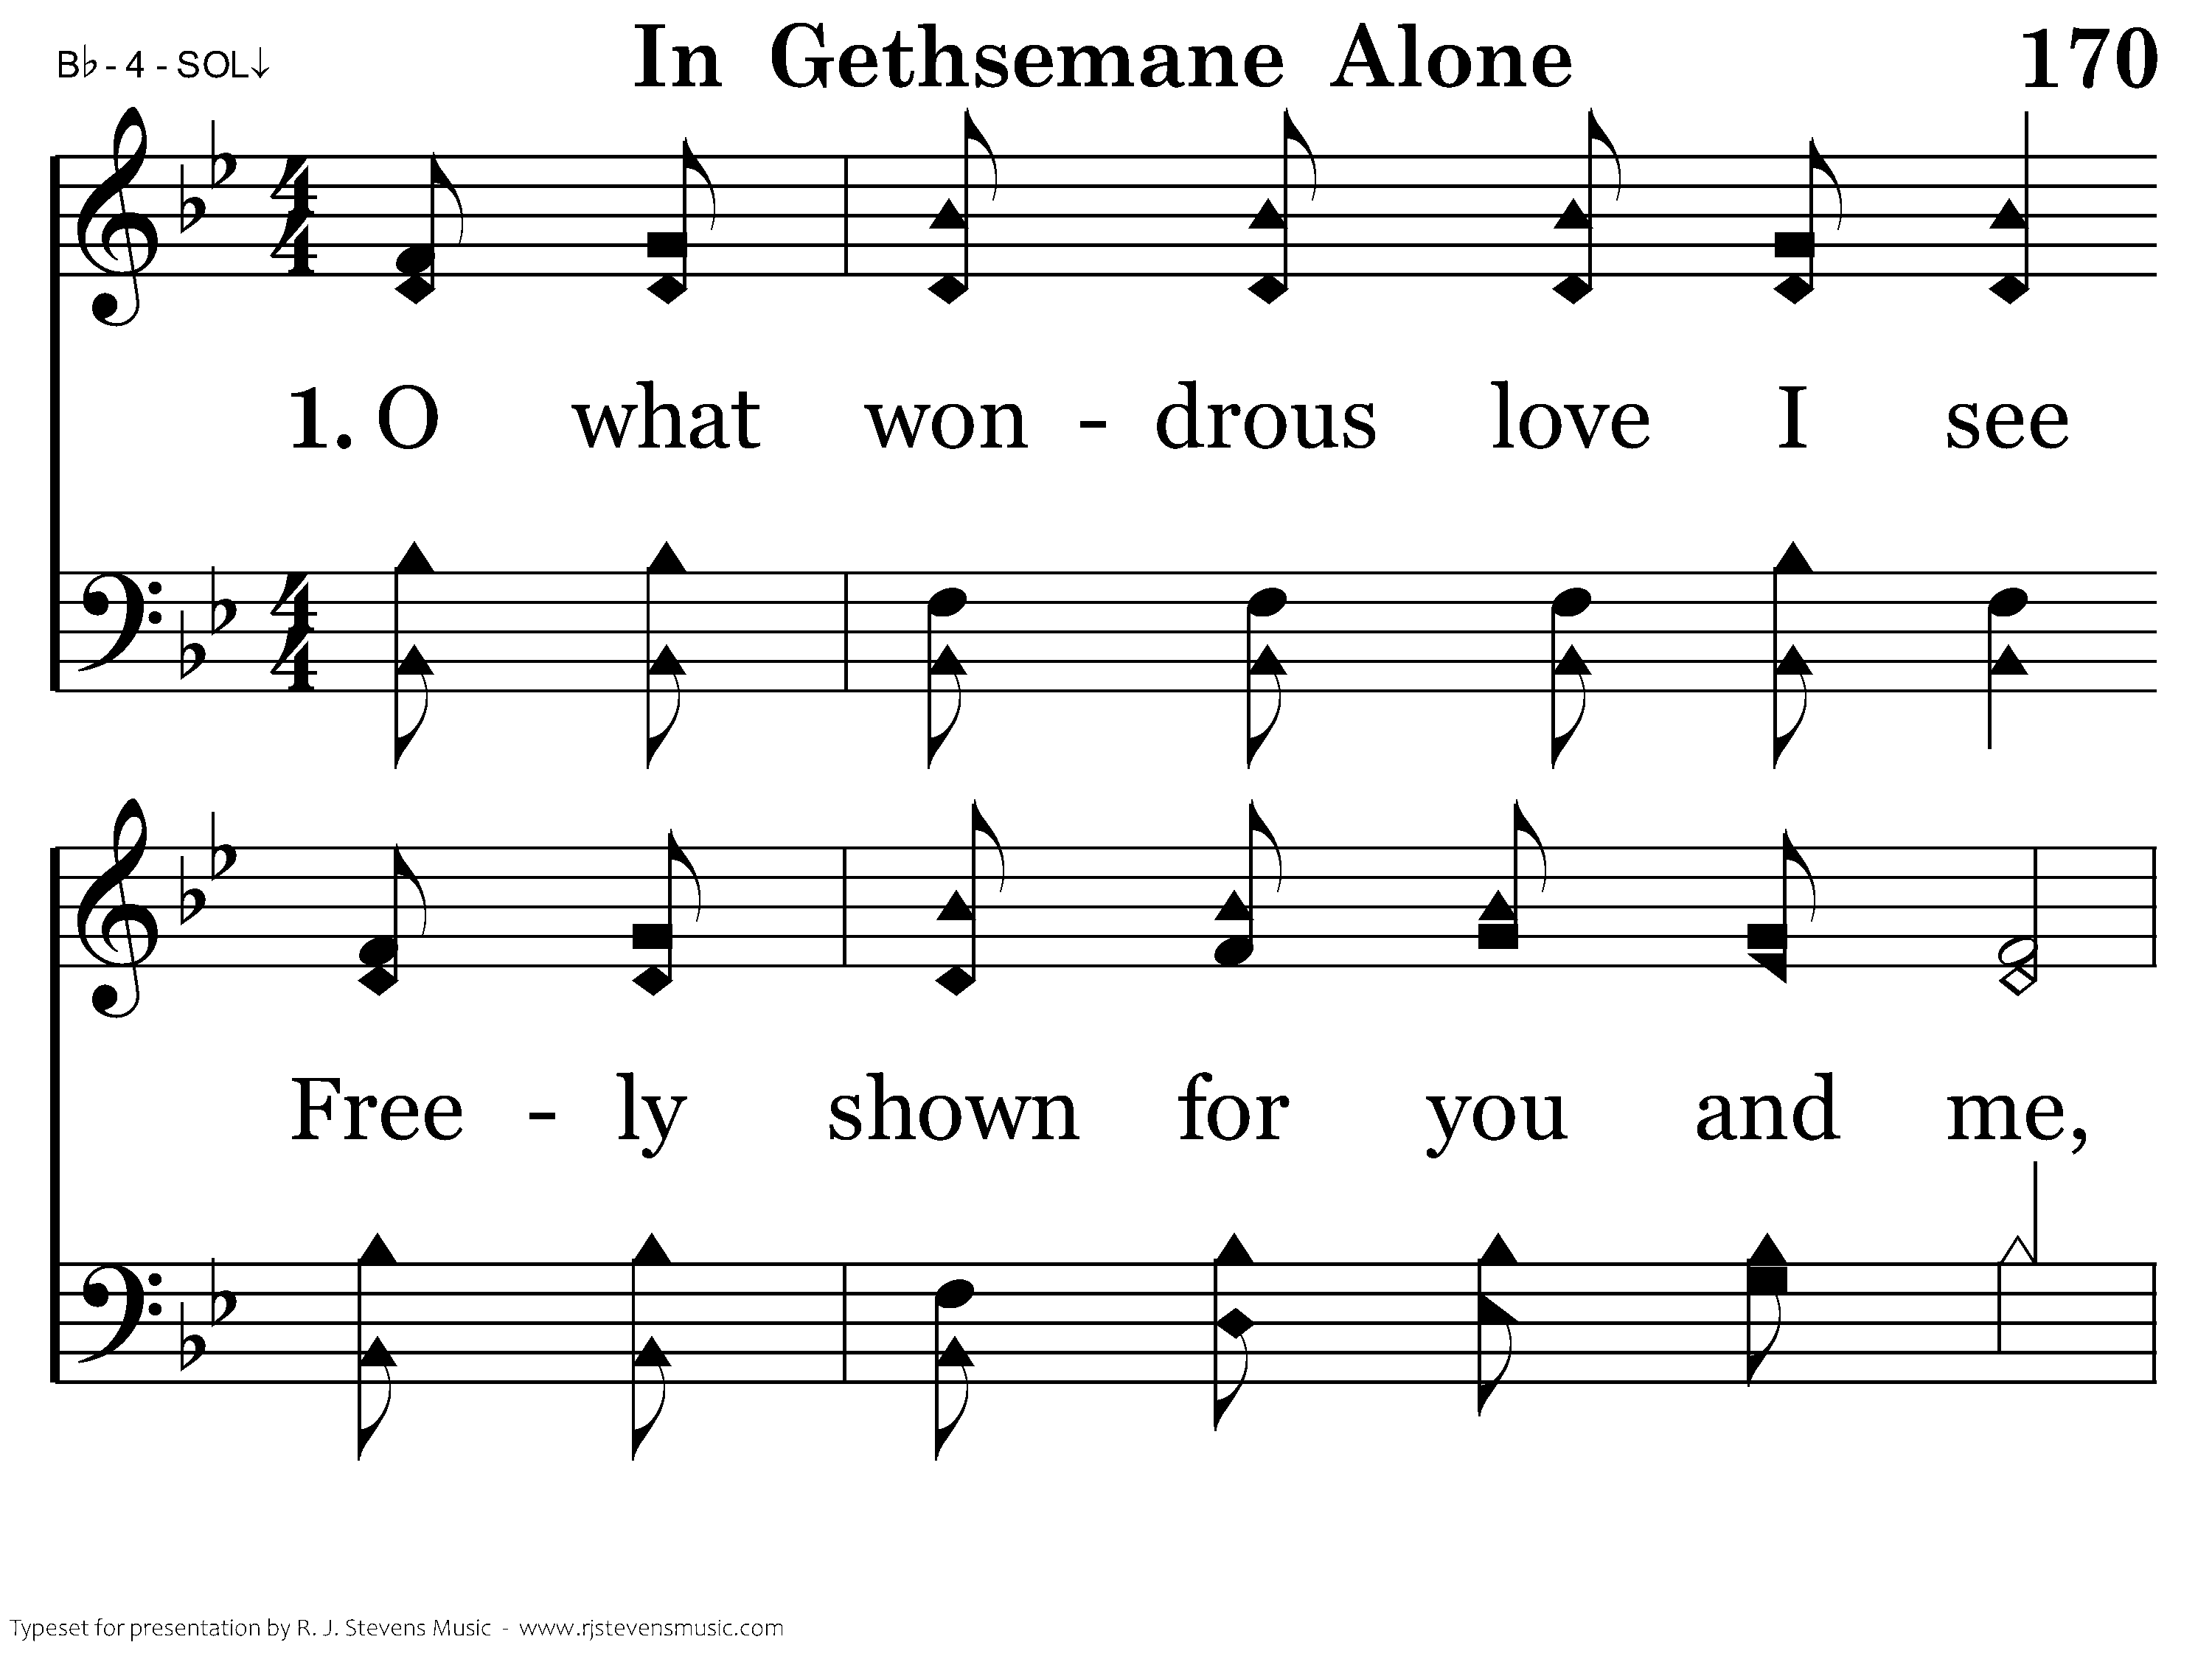 B♭ - 4 - SOL↓ In Gethsemane Alone 170
1. O what won - drous love I see
Free - ly shown for you and me,
Typeset for presentation by R. J. Stevens Music - www.rjstevensmusic.com